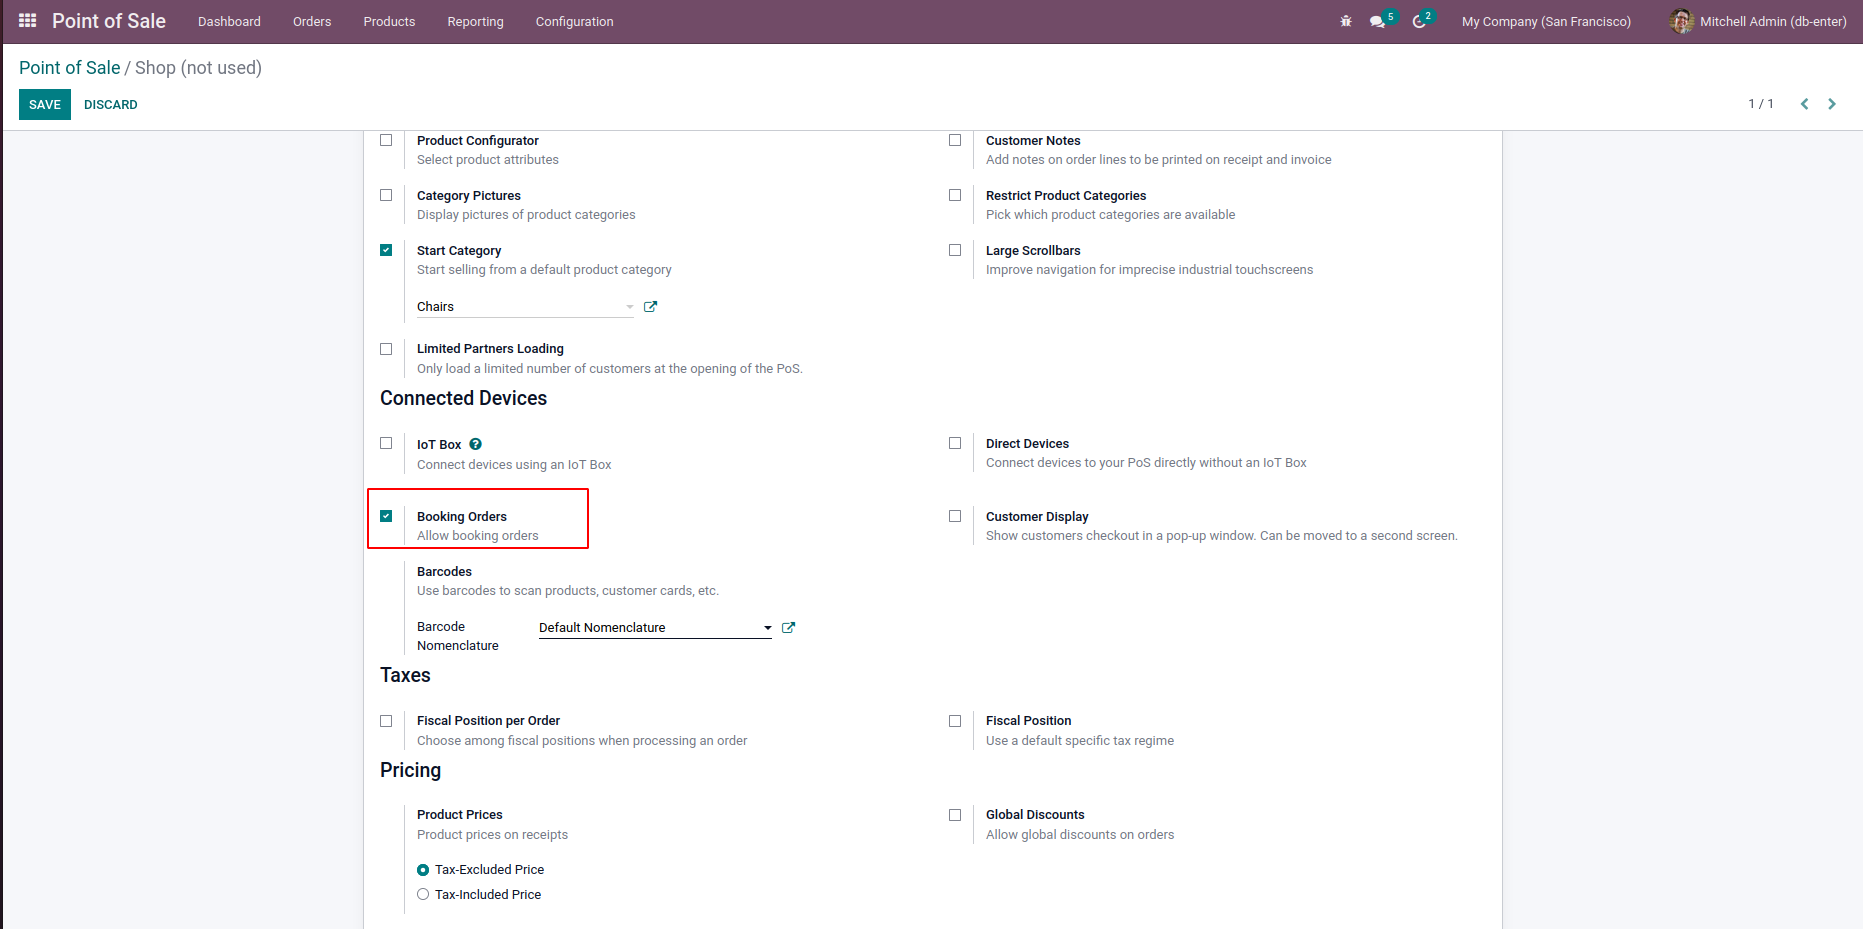 Point of Sale Dashboard Orders Products Reporting Configuration 5 2 My Company (San Francisco) Mitchell Admin (db-enter)
Point of Sale / Shop (not used)
SAVE DISCARD 1 / 1
Product Configurator
Select product attributes
Customer Notes
Add notes on order lines to be printed on receipt and invoice
Category Pictures
Display pictures of product categories
Restrict Product Categories
Pick which product categories are available
Start Category
Start selling from a default product category
Chairs
Large Scrollbars
Improve navigation for imprecise industrial touchscreens
Limited Partners Loading
Only load a limited number of customers at the opening of the PoS.
Connected Devices
IoT Box ?
Connect devices using an IoT Box
Direct Devices
Connect devices to your PoS directly without an IoT Box
Booking Orders
Allow booking orders
Customer Display
Show customers checkout in a pop-up window. Can be moved to a second screen.
Barcodes
Use barcodes to scan products, customer cards, etc.
Barcode
Nomenclature
Default Nomenclature
Taxes
Fiscal Position per Order
Choose among fiscal positions when processing an order
Fiscal Position
Use a default specific tax regime
Pricing
Product Prices
Product prices on receipts
Tax-Excluded Price
Tax-Included Price
Global Discounts
Allow global discounts on orders